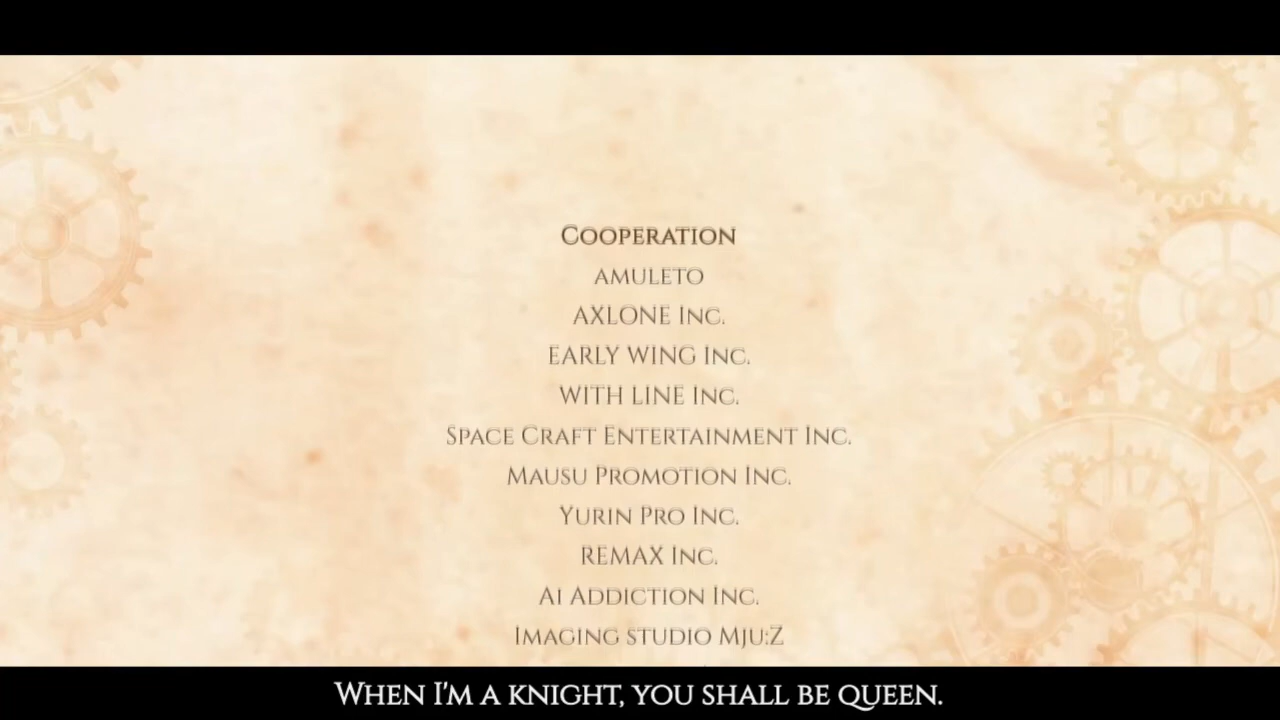 Cooperation
AMULETO
AXLONE Inc.
EARLY WING Inc.
WITH LINE Inc.
Space Craft Entertainment Inc.
Mausu Promotion Inc.
Yurin Pro Inc.
REMAX Inc.
Ai Addiction Inc.
Imaging studio Mju:Z
When I'm a knight, you shall be queen.